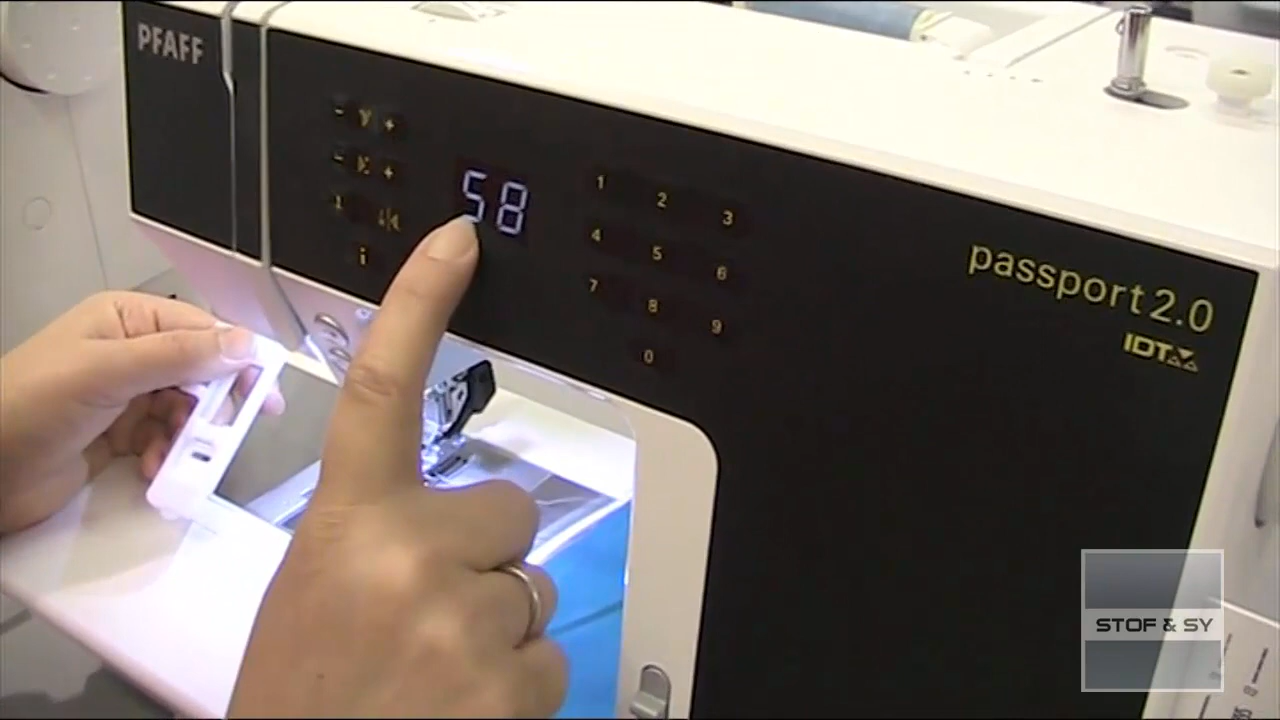 PFAFF
58
1 2 3
4 5 6
7 8 9
0
i
passport 2.0
IDT
STOF & SY